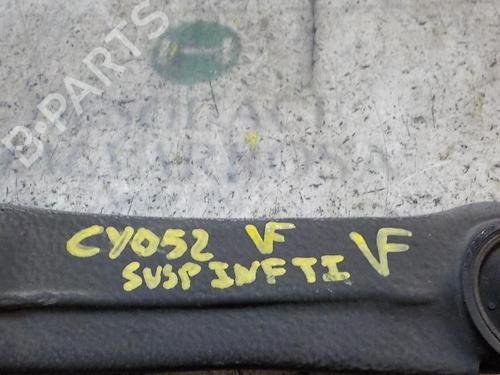 B-PARTS
CY052 VF VF
SUSP INF TI